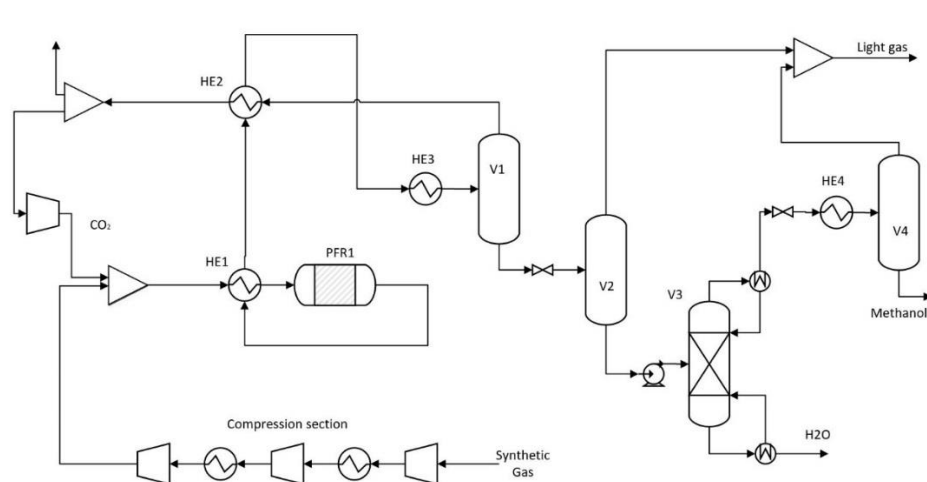 Light gas
HE2
HE3
V1
HE4
CO₂
V4
HE1
PFR1
V2
V3
Methanol
Compression section
H2O
Synthetic
Gas